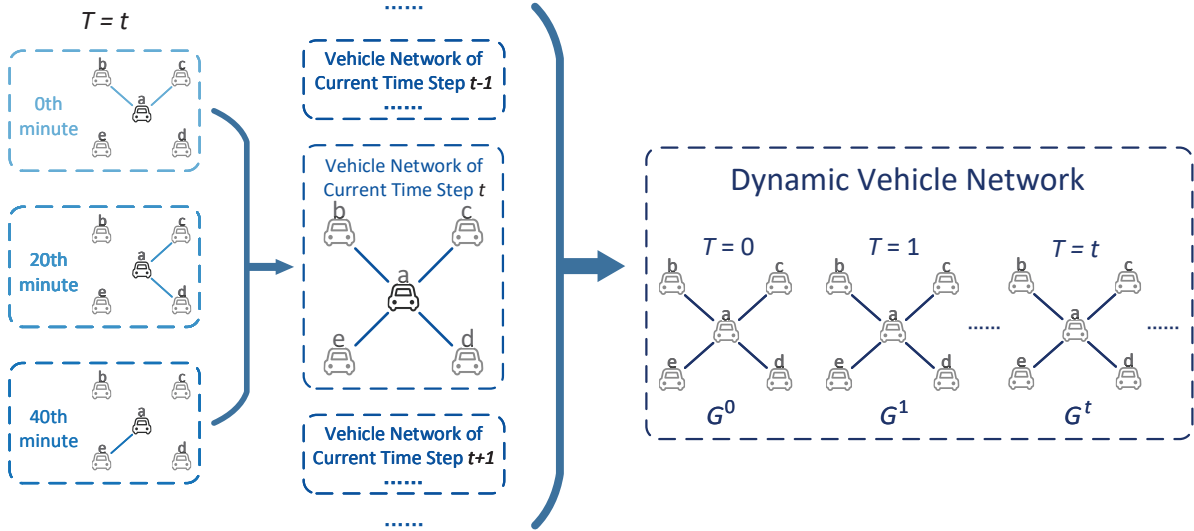 T = t
b
c
a
0th
minute
e
d
b
c
a
20th
minute
e
d
b
c
a
40th
minute
e
d
......
Vehicle Network of
Current Time Step t-1
......
Vehicle Network of
Current Time Step t
b
c
a
e
d
Vehicle Network of
Current Time Step t+1
......
......
Dynamic Vehicle Network
T = 0
b
c
a
e
d
G⁰
T = 1
b
c
a
e
d
G¹
......
T = t
b
c
a
e
d
Gᵗ
......